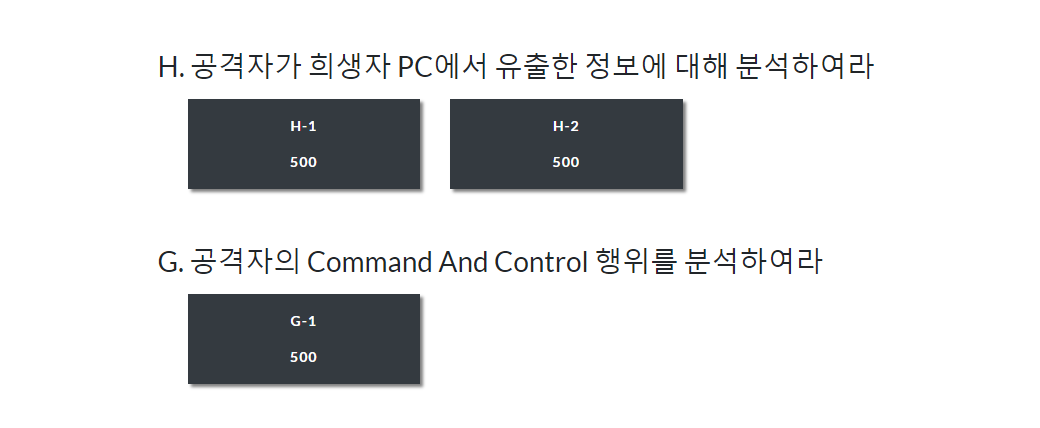 H. 공격자가 희생자 PC에서 유출한 정보에 대해 분석하여라
H-1
500
H-2
500
G. 공격자의 Command And Control 행위를 분석하여라
G-1
500